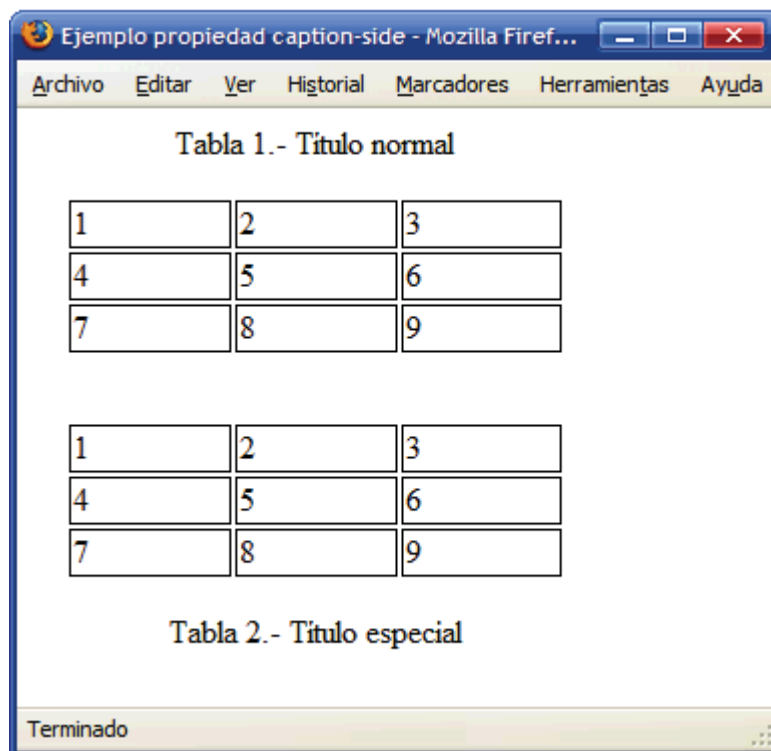 Ejemplo propiedad caption-side - Mozilla Firef...
Archivo Editar Ver Historial Marcadores Herramientas Ayuda
Tabla 1.- Título normal
1 2 3
4 5 6
7 8 9
1 2 3
4 5 6
7 8 9
Tabla 2.- Título especial
Terminado